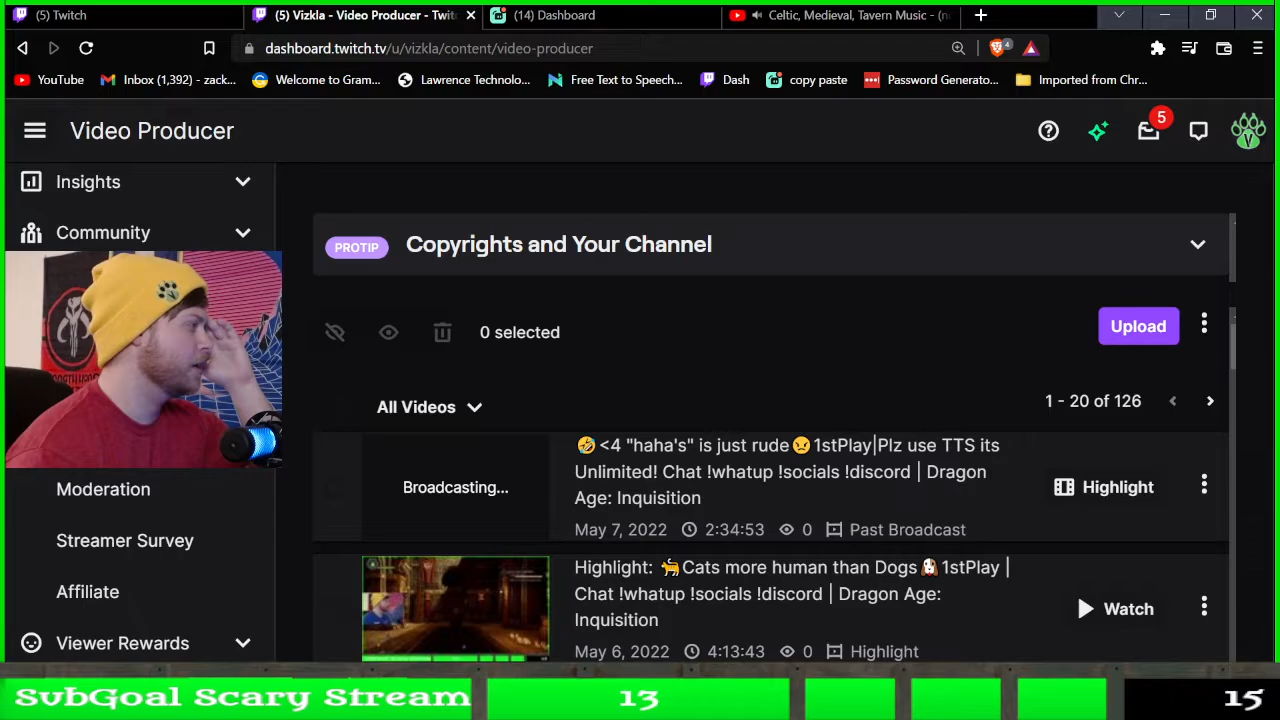 (5) Twitch
(5) Vizkla - Video Producer - Twit
(14) Dashboard
Celtic, Medieval, Tavern Music - (n
dashboard.twitch.tv/u/vizkla/content/video-producer
4
YouTube
Inbox (1,392) - zack...
Welcome to Gram...
Lawrence Technolo...
Free Text to Speech...
Dash
copy paste
Password Generato...
Imported from Chr...
Video Producer
5
Insights
Community
Moderation
Streamer Survey
Affiliate
Viewer Rewards
PROTIP
Copyrights and Your Channel
0 selected
Upload
All Videos
1 - 20 of 126
Broadcasting...
🤣 <4 "haha's" is just rude😠 1stPlay|Plz use TTS its
Unlimited! Chat !whatup !socials !discord | Dragon
Age: Inquisition
May 7, 2022 2:34:53 0 Past Broadcast
Highlight
Highlight: 🐈Cats more human than Dogs🐶1stPlay |
Chat !whatup !socials !discord | Dragon Age:
Inquisition
May 6, 2022 4:13:43 0 Highlight
Watch
SubGoal Scary Stream
13
15